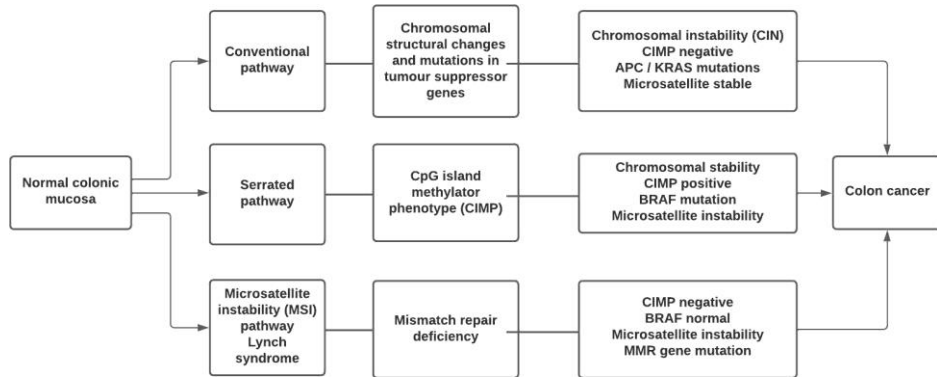 Normal colonic
mucosa
Conventional
pathway
Chromosomal
structural changes
and mutations in
tumour suppressor
genes
Chromosomal instability (CIN)
CIMP negative
APC / KRAS mutations
Microsatellite stable
Serrated
pathway
CpG island
methylator
phenotype (CIMP)
Chromosomal stability
CIMP positive
BRAF mutation
Microsatellite instability
Microsatellite
instability (MSI)
pathway
Lynch
syndrome
Mismatch repair
deficiency
CIMP negative
BRAF normal
Microsatellite instability
MMR gene mutation
Colon cancer